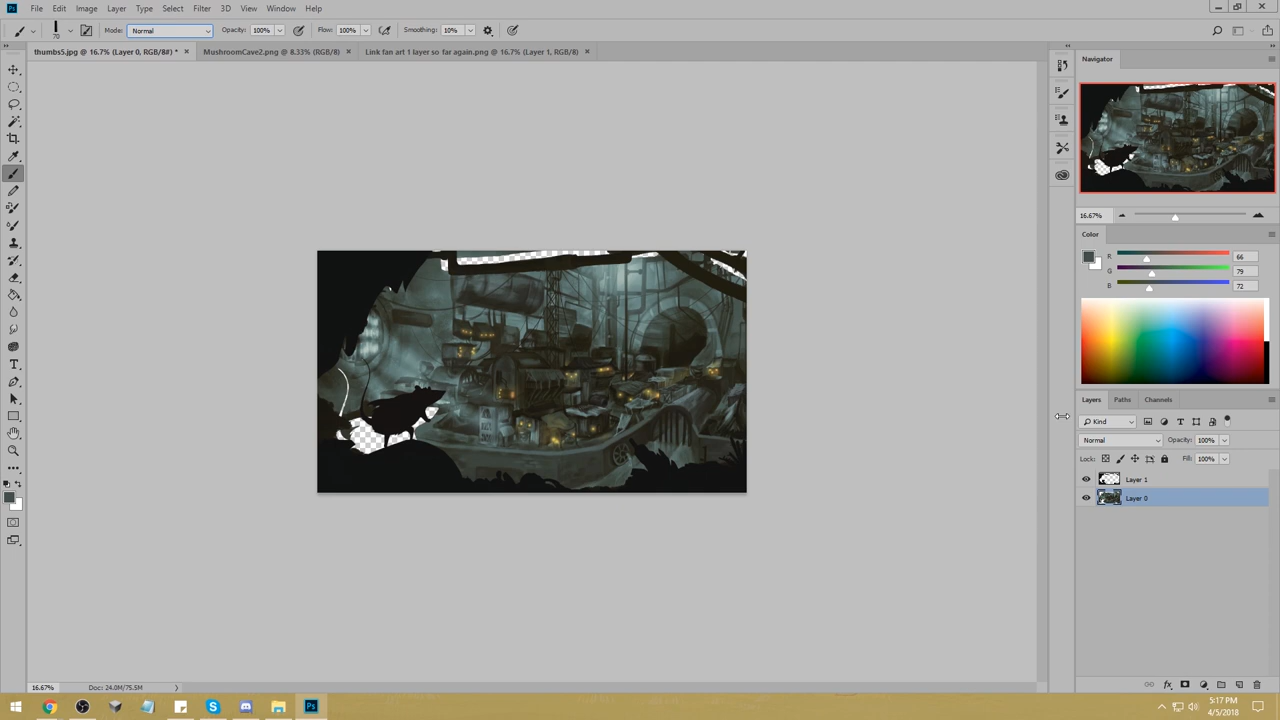 Ps File Edit Image Layer Type Select Filter 3D View Window Help
70 Mode: Normal Opacity: 100% Flow: 100% Smoothing: 10%
thumbs5.jpg @ 16.7% (Layer 0, RGB/8#) * × MushroomCave2.png @ 8.33% (RGB/8) × Link fan art 1 layer so far again.png @ 16.7% (Layer 1, RGB/8) ×
Navigator
16.67%
Color
R 66
G 79
B 72
Layers Paths Channels
Kind
Normal Opacity: 100%
Lock: Fill: 100%
Layer 1
Layer 0
16.67% Doc: 24.0M/75.5M
5:17 PM
4/5/2018